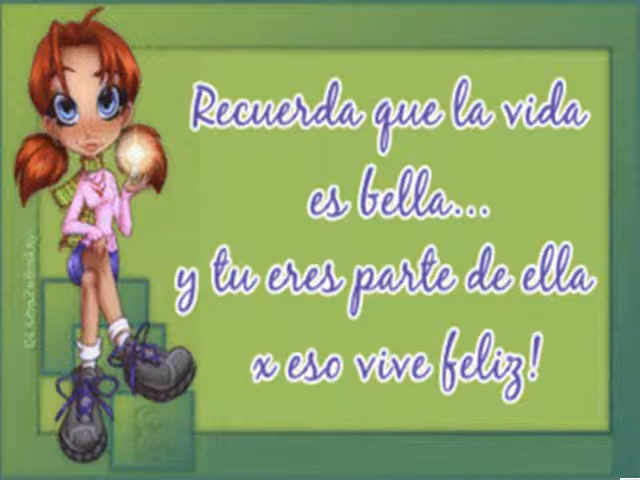 Recuerda que la vida
es bella...
y tu eres parte de ella
x eso vive feliz!